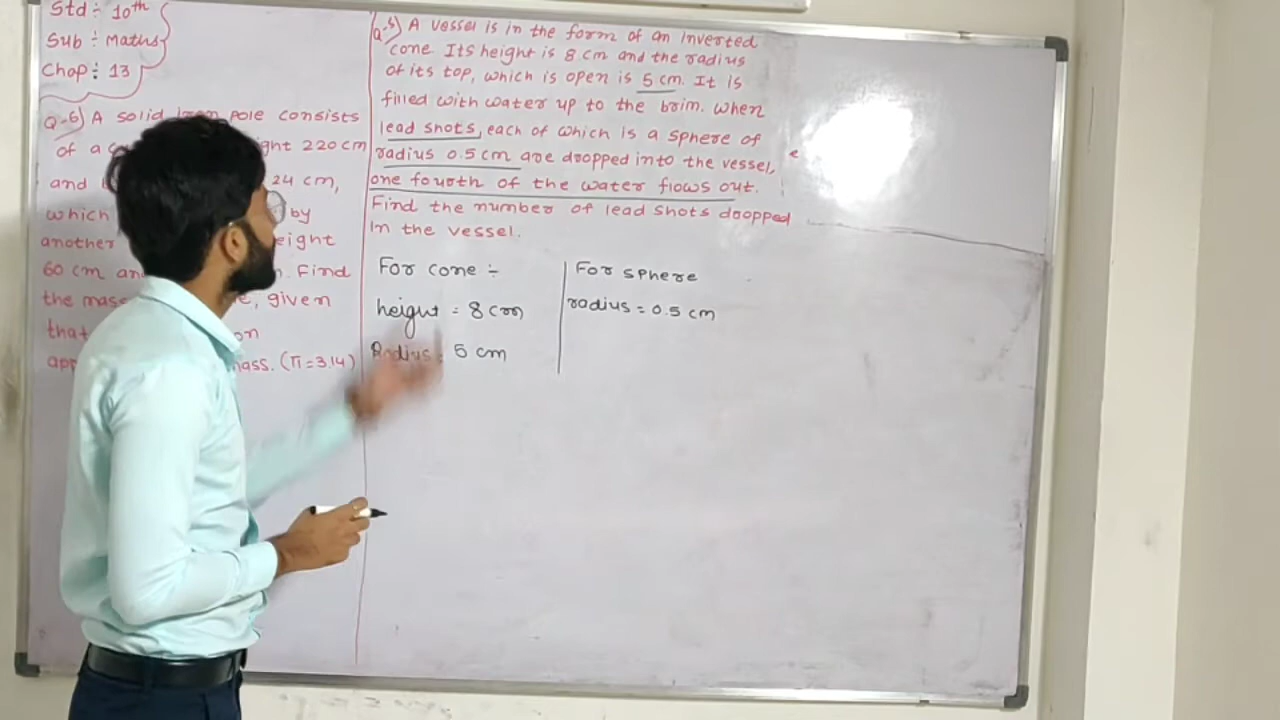 Std : 10th
Sub : Maths
Chap : 13
Q-6) A solid iron pole consists
of a ght 220 cm
and 24 cm,
which by
another eight
60 cm an . Find
the mass , given
that on
app mass. (π=3.14)
Q-5) A vessel is in the form of an inverted
cone. Its height is 8 cm and the radius
of its top, which is open is 5 cm. It is
filled with water up to the brim. When
lead shots, each of which is a sphere of
radius 0.5 cm are dropped into the vessel,
one fourth of the water flows out.
Find the number of lead shots dropped
in the vessel.
For cone :-
height = 8 cm
Radius = 5 cm
For sphere
radius = 0.5 cm